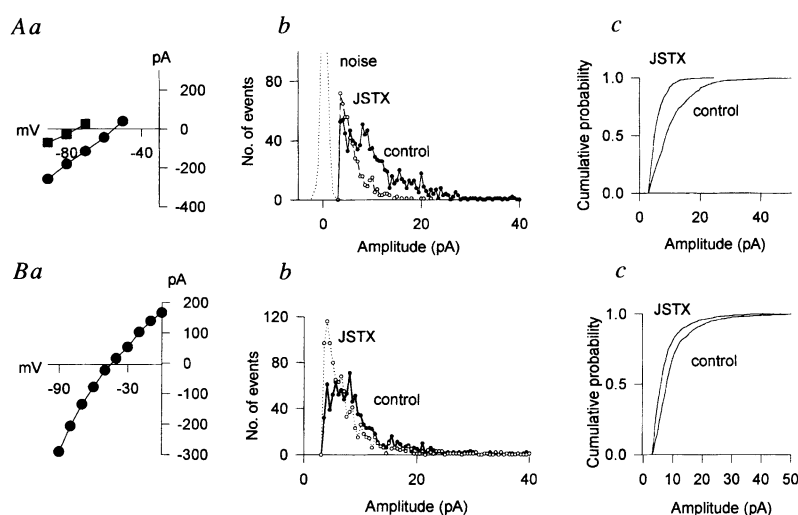 Aa
pA
200
mV
0
-80
-40
-200
-400
b
noise
JSTX
control
No. of events
80
40
0
0
20
40
Amplitude (pA)
c
JSTX
control
Cumulative probability
1.0
0.5
0.0
0
20
40
Amplitude (pA)
Ba
pA
200
100
mV
0
-90
-30
-100
-200
-300
b
JSTX
control
No. of events
120
80
40
0
0
10
20
30
40
Amplitude (pA)
c
JSTX
control
Cumulative probability
1.0
0.5
0.0
0
10
20
30
40
50
Amplitude (pA)